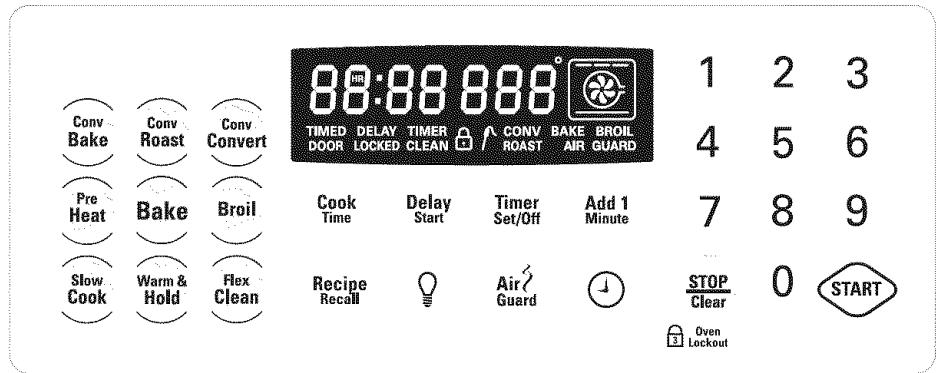 Conv
Bake
Conv
Roast
Conv
Convert
Pre
Heat
Bake
Broil
Slow
Cook
Warm &
Hold
Flex
Clean
88:88 888°
HR
TIMED DELAY TIMER CONV BAKE BROIL
DOOR LOCKED CLEAN ROAST AIR GUARD
Cook
Time
Delay
Start
Timer
Set/Off
Add 1
Minute
Recipe
Recall
Air
Guard
1 2 3
4 5 6
7 8 9
STOP
Clear
0
START
3
Oven
Lockout